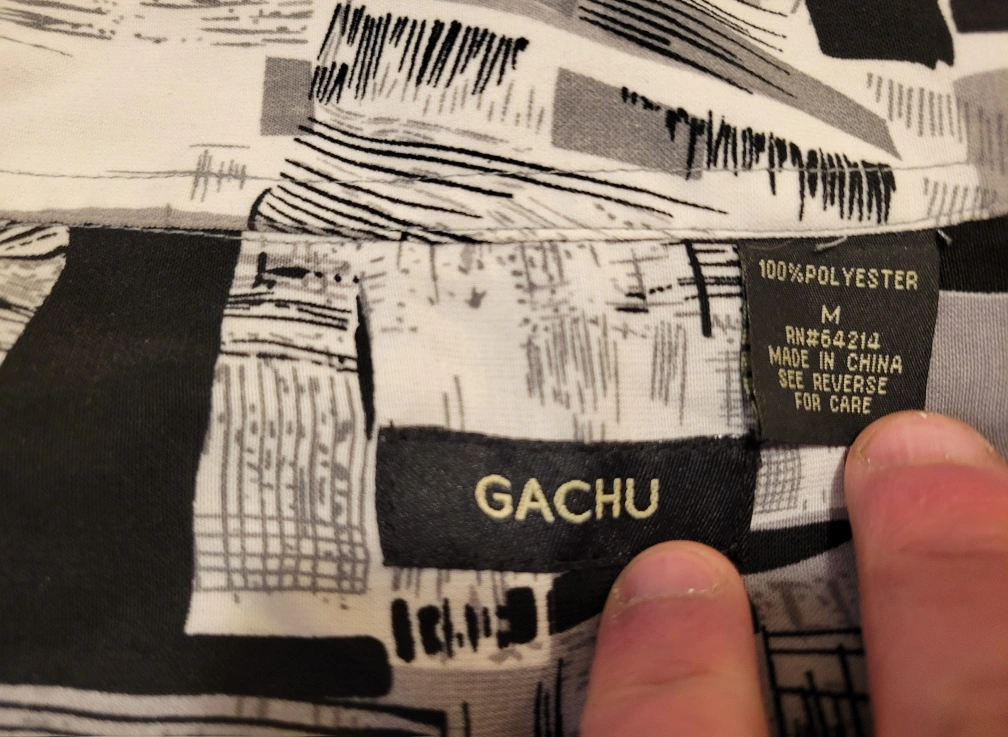 100%POLYESTER
M
RN#64214
MADE IN CHINA
SEE REVERSE
FOR CARE
GACHU